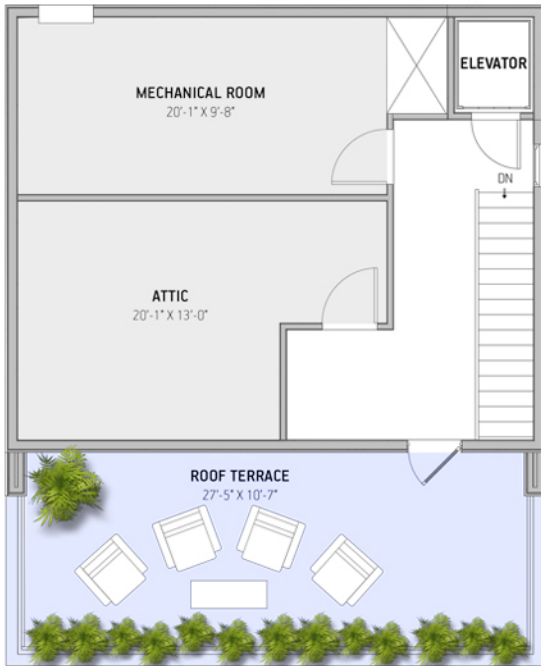 MECHANICAL ROOM
20'-1" X 9'-8"
ELEVATOR
DN
ATTIC
20'-1" X 13'-0"
ROOF TERRACE
27'-5" X 10'-7"